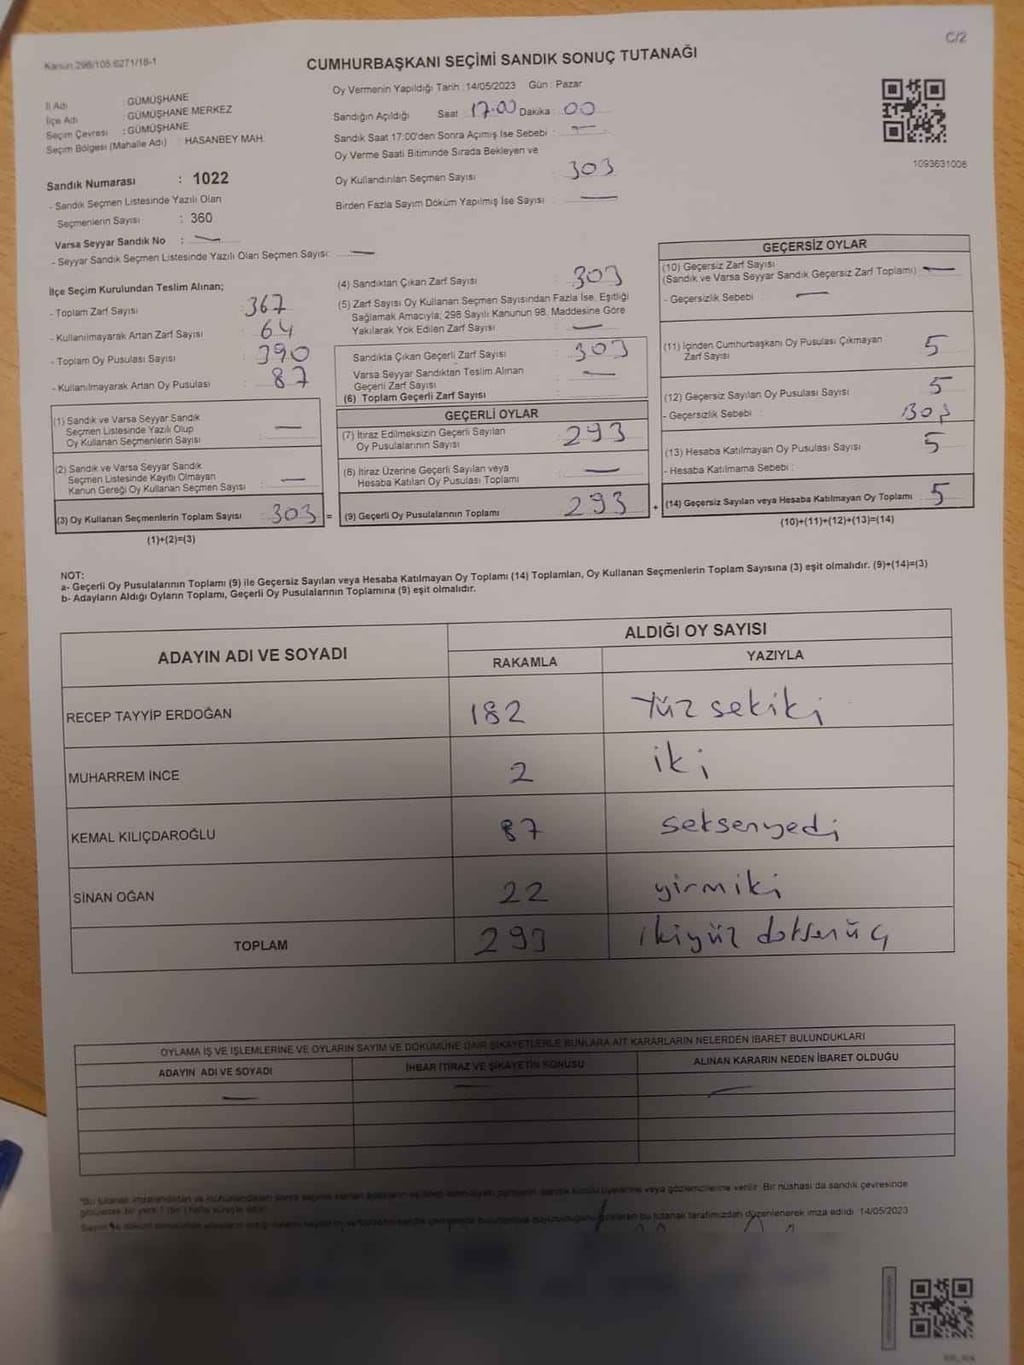 C/2
Kanun 298/105.6271/18-1
CUMHURBAŞKANI SEÇİMİ SANDIK SONUÇ TUTANAĞI
İl Adı : GÜMÜŞHANE
İlçe Adı : GÜMÜŞHANE MERKEZ
Seçim Çevresi : GÜMÜŞHANE
Seçim Bölgesi (Mahalle Adı) : HASANBEY MAH.
Oy Vermenin Yapıldığı Tarih : 14/05/2023 Gün : Pazar
Sandığın Açıldığı Saat : 17.00 Dakika : 00
Sandık Saat 17:00'den Sonra Açımış İse Sebebi : —
Oy Verme Saati Bitiminde Sırada Bekleyen ve
Oy Kullandırılan Seçmen Sayısı : 303
Birden Fazla Sayım Döküm Yapılmış İse Sayısı : —
1093631008
Sandık Numarası : 1022
- Sandık Seçmen Listesinde Yazılı Olan
Seçmenlerin Sayısı : 360
Varsa Seyyar Sandık No : —
- Seyyar Sandık Seçmen Listesinde Yazılı Olan Seçmen Sayısı: —
İlçe Seçim Kurulundan Teslim Alınan;
- Toplam Zarf Sayısı : 367
- Kullanılmayarak Artan Zarf Sayısı : 64
- Toplam Oy Pusulası Sayısı : 390
- Kullanılmayarak Artan Oy Pusulası : 87
(1) Sandık ve Varsa Seyyar Sandık
Seçmen Listesinde Yazılı Olup
Oy Kullanan Seçmenlerin Sayısı : —
(2) Sandık ve Varsa Seyyar Sandık
Seçmen Listesinde Kayıtlı Olmayan
Kanun Gereği Oy Kullanan Seçmen Sayısı : —
(3) Oy Kullanan Seçmenlerin Toplam Sayısı : 303 =
(1)+(2)=(3)
(4) Sandıktan Çıkan Zarf Sayısı : 303
(5) Zarf Sayısı Oy Kullanan Seçmen Sayısından Fazla İse, Eşitliği
Sağlamak Amacıyla; 298 Sayılı Kanunun 98. Maddesine Göre
Yakılarak Yok Edilen Zarf Sayısı : —
Sandıkta Çıkan Geçerli Zarf Sayısı : 303
Varsa Seyyar Sandıktan Teslim Alınan
Geçerli Zarf Sayısı : —
(6) Toplam Geçerli Zarf Sayısı :
GEÇERLİ OYLAR
(7) İtiraz Edilmeksizin Geçerli Sayılan
Oy Pusulalarının Sayısı : 293
(8) İtiraz Üzerine Geçerli Sayılan veya
Hesaba Katılan Oy Pusulası Toplamı : —
(9) Geçerli Oy Pusulalarının Toplamı : 293 +
GEÇERSİZ OYLAR
(10) Geçersiz Zarf Sayısı
(Sandık ve Varsa Seyyar Sandık Geçersiz Zarf Toplamı) : —
- Geçersizlik Sebebi : —
(11) İçinden Cumhurbaşkanı Oy Pusulası Çıkmayan
Zarf Sayısı : 5
(12) Geçersiz Sayılan Oy Pusulası Sayısı : 5
- Geçersizlik Sebebi :
(13) Hesaba Katılmayan Oy Pusulası Sayısı : 5
- Hesaba Katılmama Sebebi :
(14) Geçersiz Sayılan veya Hesaba Katılmayan Oy Toplamı : 5
(10)+(11)+(12)+(13)=(14)
NOT:
a- Geçerli Oy Pusulalarının Toplamı (9) ile Geçersiz Sayılan veya Hesaba Katılmayan Oy Toplamı (14) Toplamları, Oy Kullanan Seçmenlerin Toplam Sayısına (3) eşit olmalıdır. (9)+(14)=(3)
b- Adayların Aldığı Oyların Toplamı, Geçerli Oy Pusulalarının Toplamına (9) eşit olmalıdır.
ADAYIN ADI VE SOYADI ALDIĞI OY SAYISI
RAKAMLA YAZIYLA
RECEP TAYYİP ERDOĞAN 182 Yüz sekiki
MUHARREM İNCE 2 iki
KEMAL KILIÇDAROĞLU 87 seksenyedi
SİNAN OĞAN 22 yirmiki
TOPLAM 293 ikiyüz doksenüç
OYLAMA İŞ VE İŞLEMLERİNE VE OYLARIN SAYIM VE DÖKÜMÜNE DAİR ŞİKAYETLERLE BUNLARA AİT KARARLARIN NELERDEN İBARET BULUNDUKLARI
ADAYIN ADI VE SOYADI İHBAR İTİRAZ VE ŞİKAYETİN KONUSU ALINAN KARARIN NEDEN İBARET OLDUĞU
— — —
veya gözlemcilerine verilir. Bir nüshası da sandık çevresinde
bu tutanak tarafımızdan düzenlenerek imza edildi. 14/05/2023